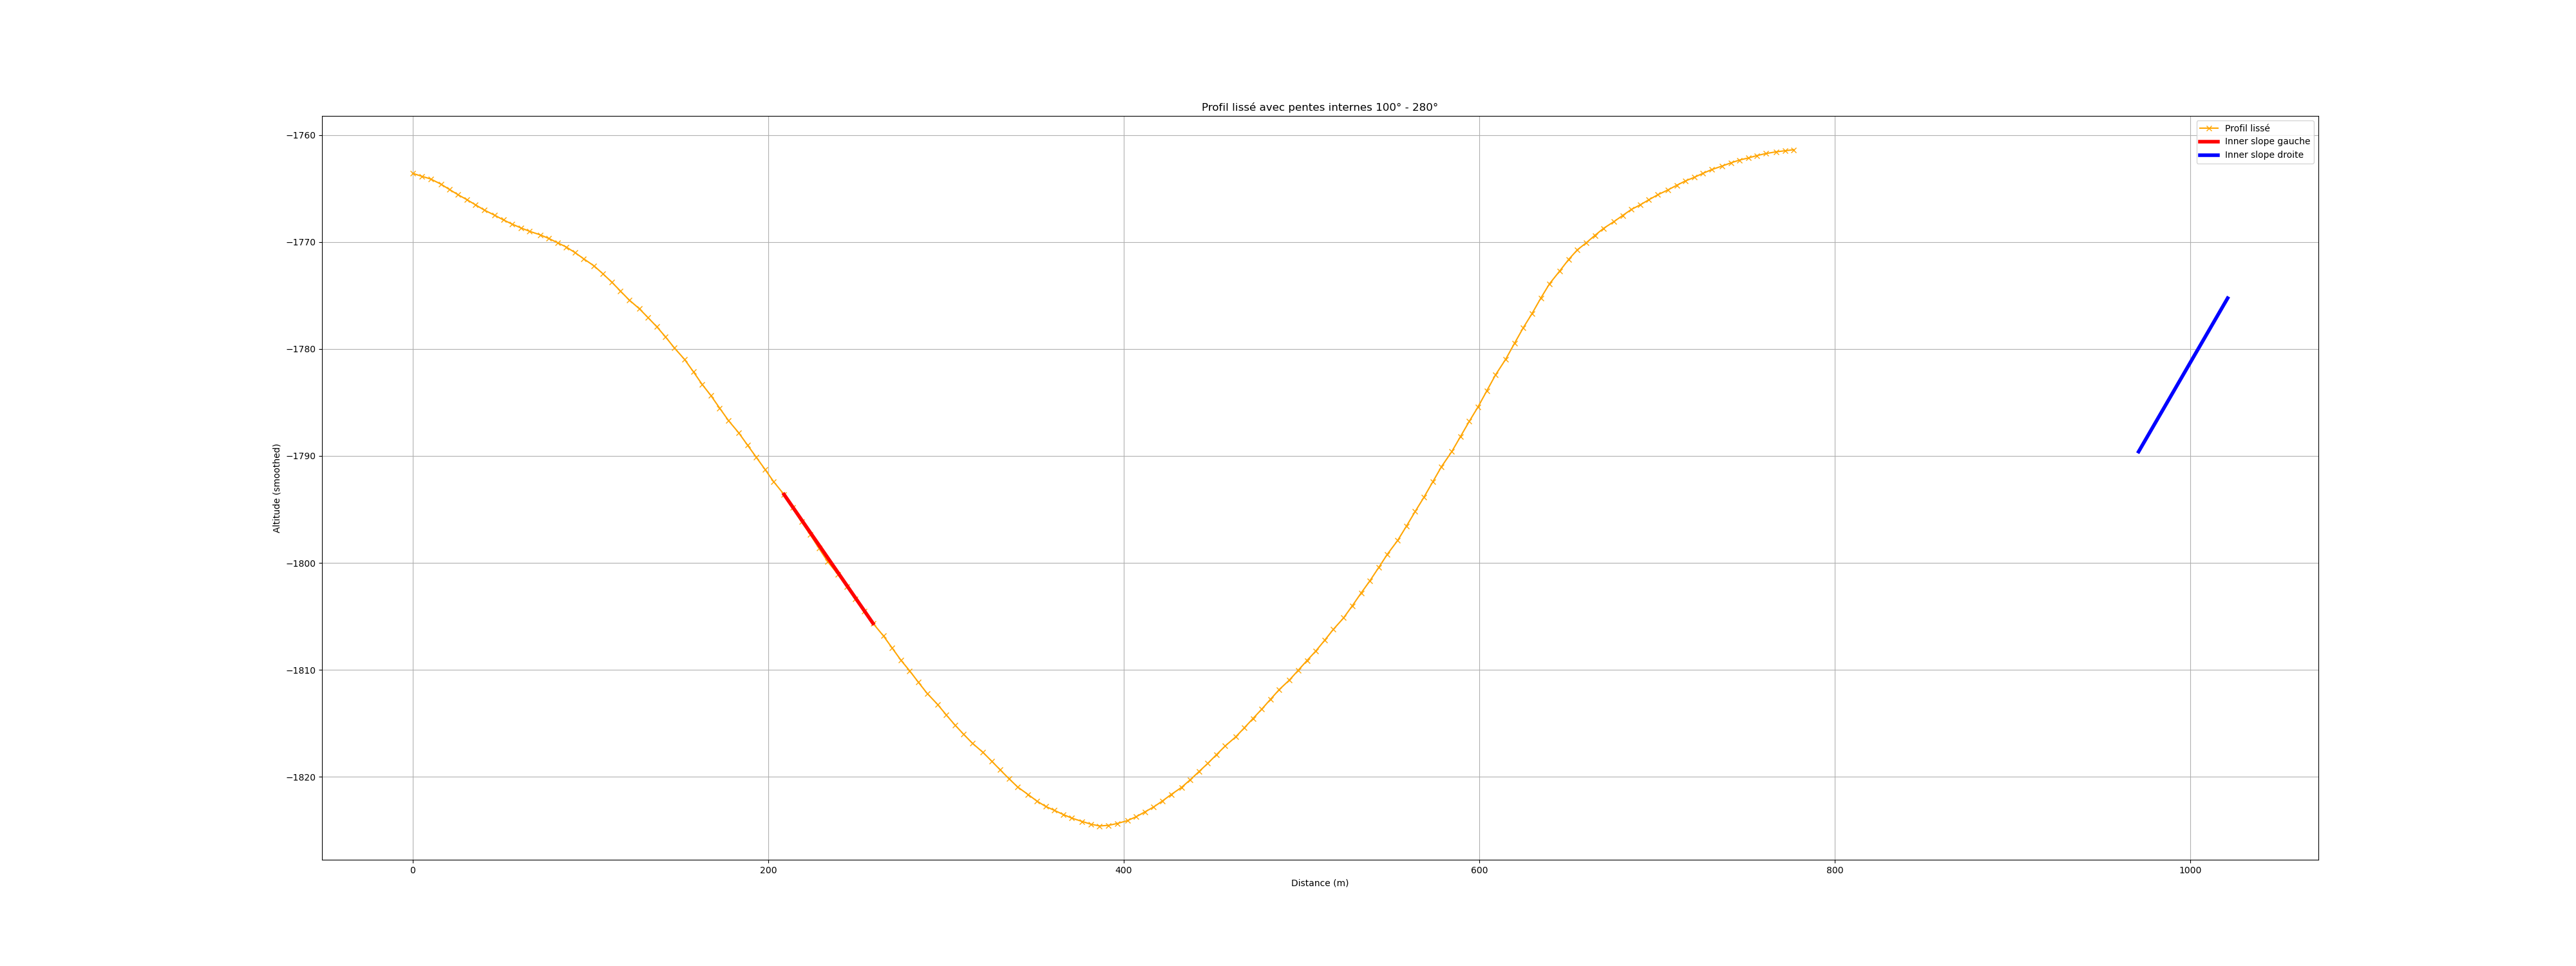 Profil lissé avec pentes internes 100° - 280°
Profil lissé
Inner slope gauche
Inner slope droite
Altitude (smoothed)
−1760
−1770
−1780
−1790
−1800
−1810
−1820
0
200
400
600
800
1000
Distance (m)